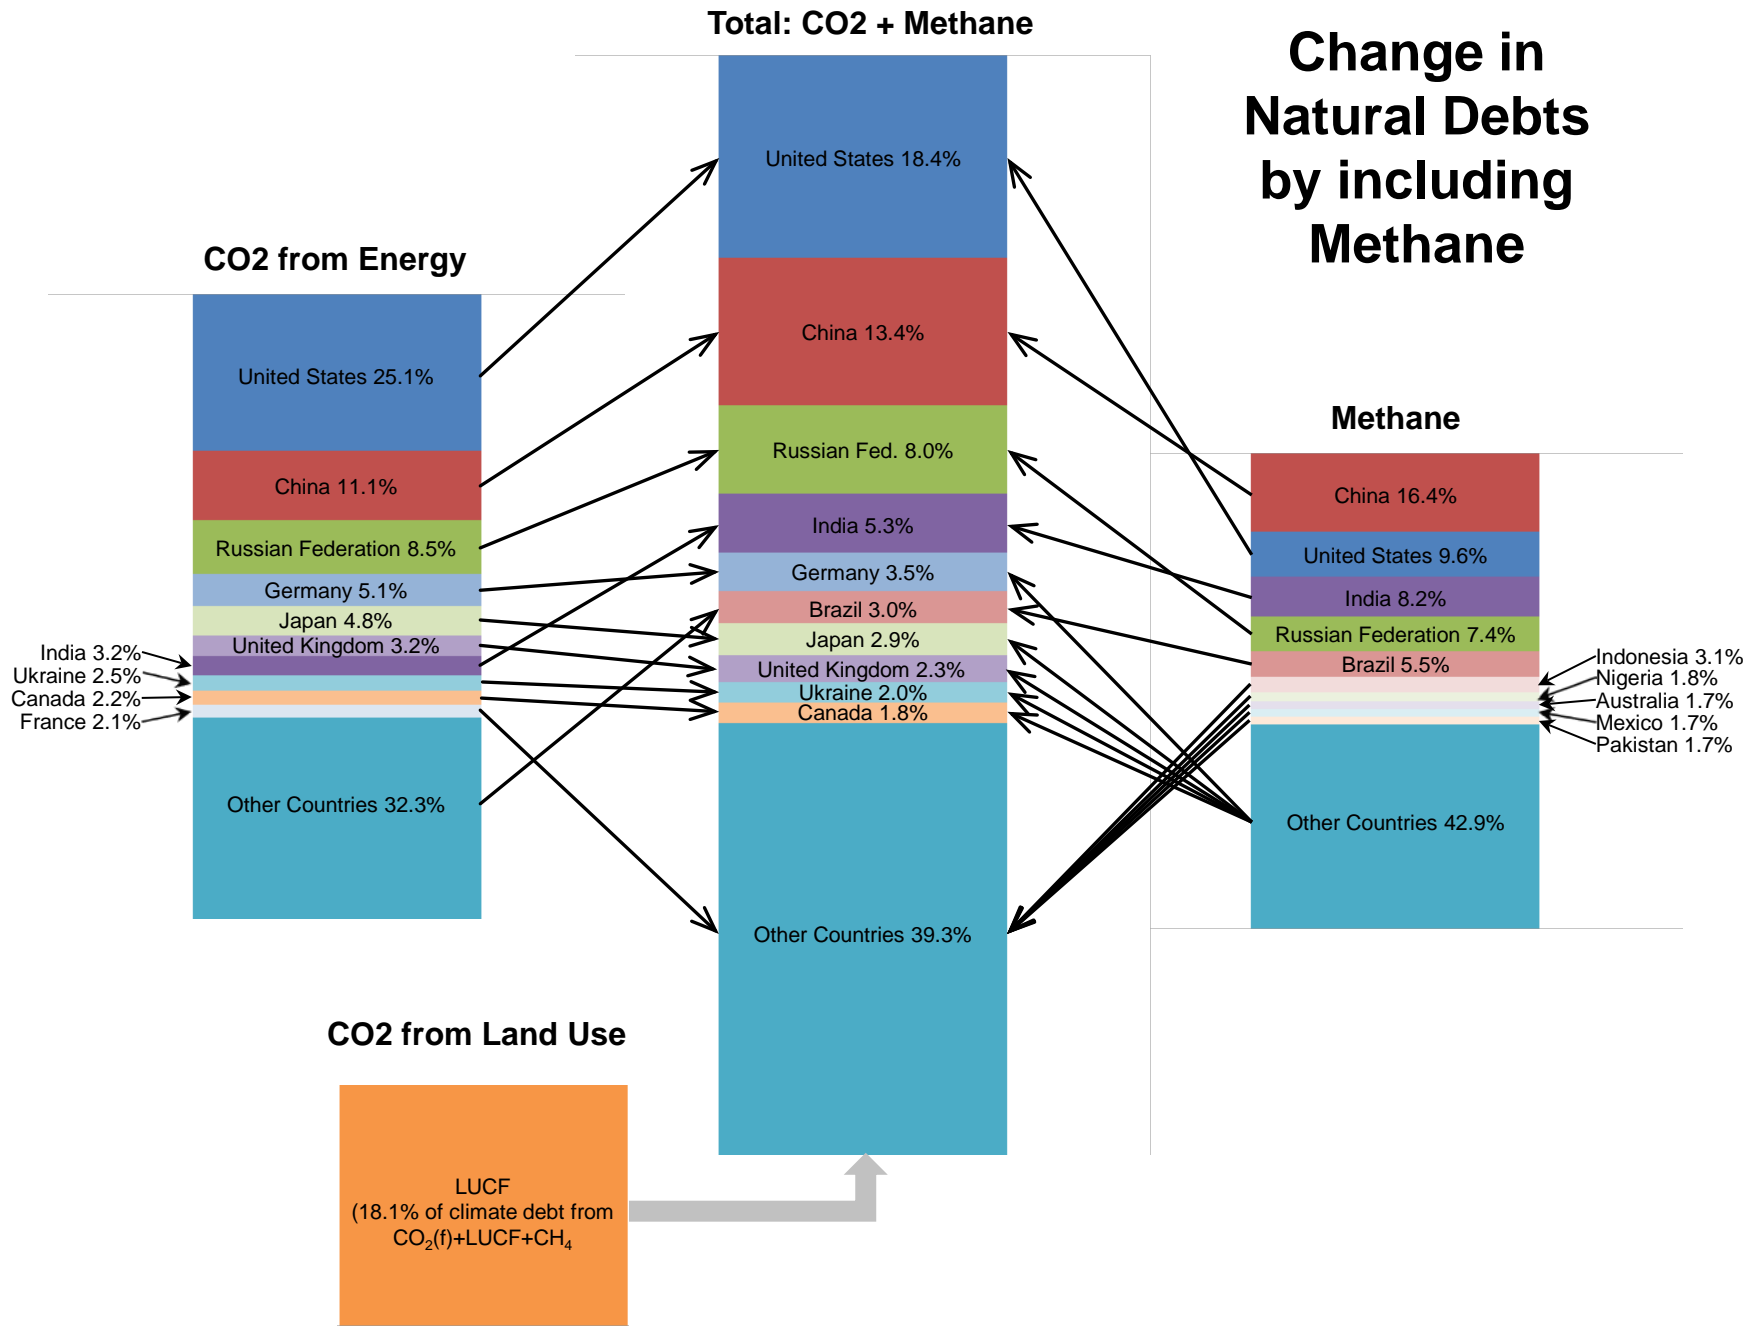 Total: CO2 + Methane
Change in
Natural Debts
by including
Methane
United States 18.4%
China 13.4%
Russian Fed. 8.0%
India 5.3%
Germany 3.5%
Brazil 3.0%
Japan 2.9%
United Kingdom 2.3%
Ukraine 2.0%
Canada 1.8%
Other Countries 39.3%
CO2 from Energy
United States 25.1%
China 11.1%
Russian Federation 8.5%
Germany 5.1%
Japan 4.8%
United Kingdom 3.2%
India 3.2%
Ukraine 2.5%
Canada 2.2%
France 2.1%
Other Countries 32.3%
Methane
China 16.4%
United States 9.6%
India 8.2%
Russian Federation 7.4%
Brazil 5.5%
Indonesia 3.1%
Nigeria 1.8%
Australia 1.7%
Mexico 1.7%
Pakistan 1.7%
Other Countries 42.9%
CO2 from Land Use
LUCF
(18.1% of climate debt from
CO₂(f)+LUCF+CH₄